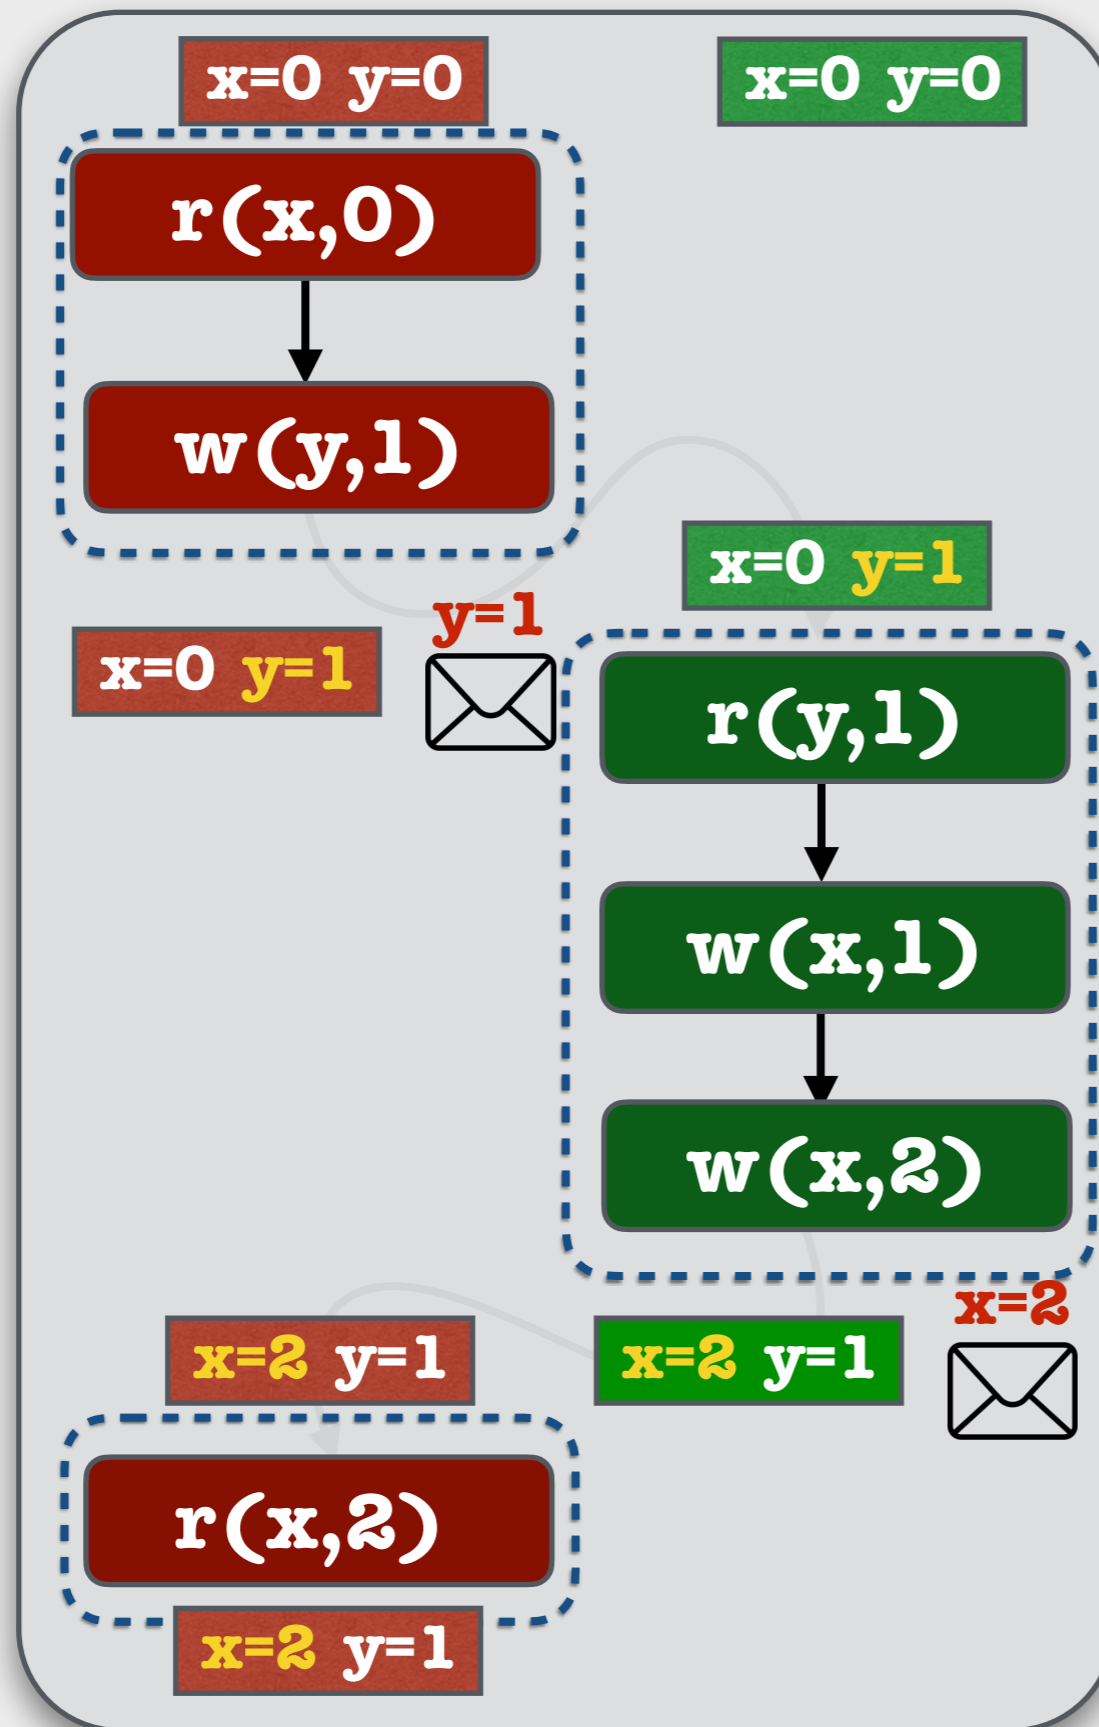 x=0 y=0
x=0 y=0
r(x,0)
w(y,1)
x=0 y=1
y=1
x=0 y=1
r(y,1)
w(x,1)
w(x,2)
x=2
x=2 y=1
x=2 y=1
r(x,2)
x=2 y=1